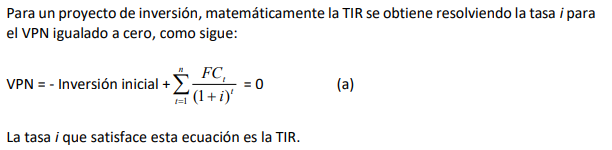 Para un proyecto de inversión, matemáticamente la TIR se obtiene resolviendo la tasa i para
el VPN igualado a cero, como sigue:
VPN = - Inversión inicial + \sum_{t=1}^{n} \frac{FC_t}{(1+i)^t} = 0 (a)
La tasa i que satisface esta ecuación es la TIR.